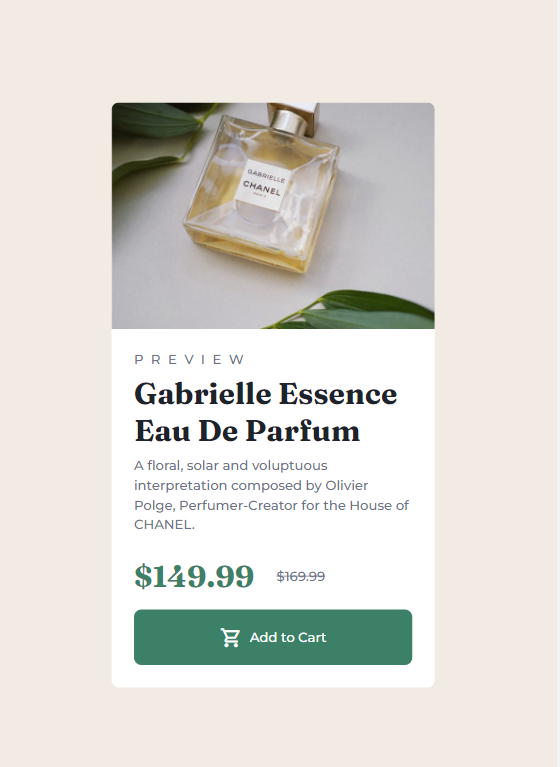 GABRIELLE
CHANEL
PREVIEW
Gabrielle Essence
Eau De Parfum
A floral, solar and voluptuous
interpretation composed by Olivier
Polge, Perfumer-Creator for the House of
CHANEL.
$149.99 $169.99
Add to Cart